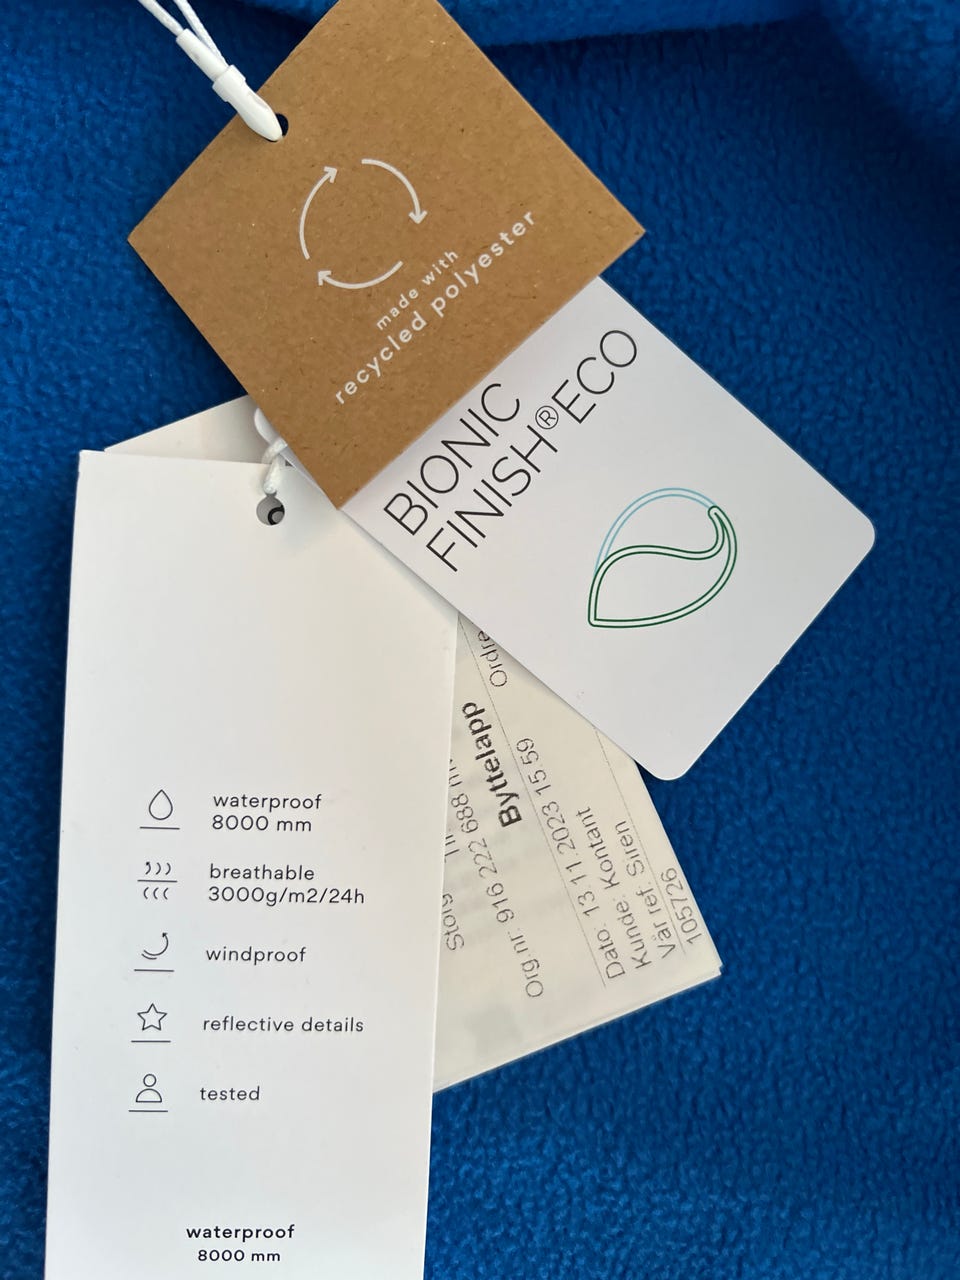 made with
recycled polyester
BIONIC
FINISH®ECO
waterproof
8000 mm
breathable
3000g/m2/24h
windproof
reflective details
tested
waterproof
8000 mm
Org.nr: 916 222 688
Byttelapp
Ordre
Dato: 13.11.2023 15:59
Kunde: Kontant
Vår ref: Siren
105726